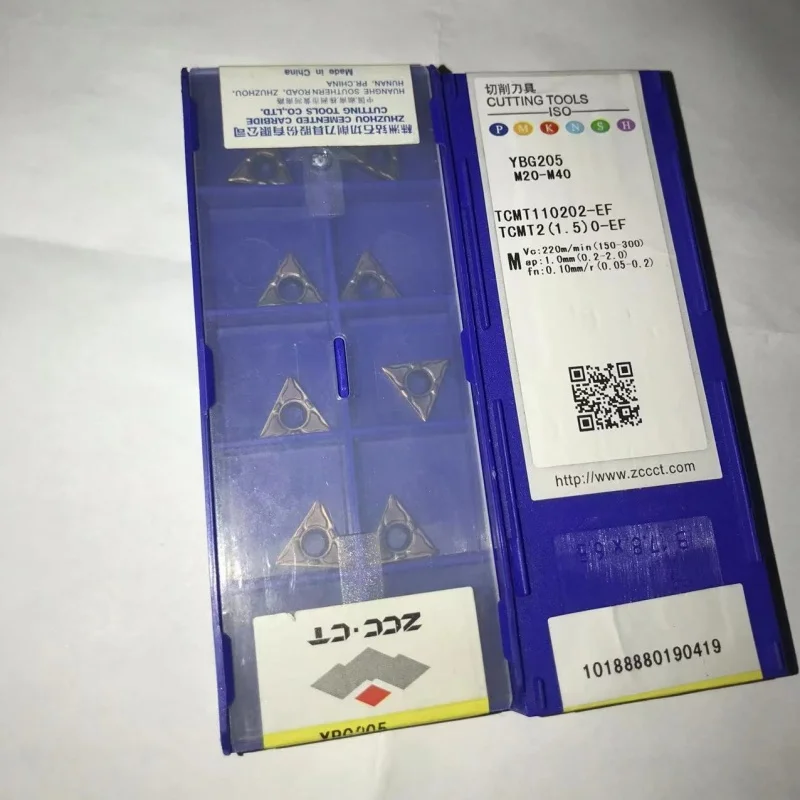 Made in China
HUANGHE SOUTHERN ROAD, ZHUZHOU,
HUNAN, PR.CHINA
中国湖南株洲市黄河南路
ZHUZHOU CEMENTED CARBIDE
CUTTING TOOLS CO.,LTD.
株洲钻石切削刀具股份有限公司
ZCC·CT
YBG205
切削刀具
CUTTING TOOLS
ISO
P M K N S H
YBG205
M20-M40
TCMT110202-EF
TCMT2(1.5)0-EF
M
Vc:220m/min(150-300)
ap:1.0mm(0.2-2.0)
fn:0.10mm/r(0.05-0.2)
http://www.zccct.com
10188880190419